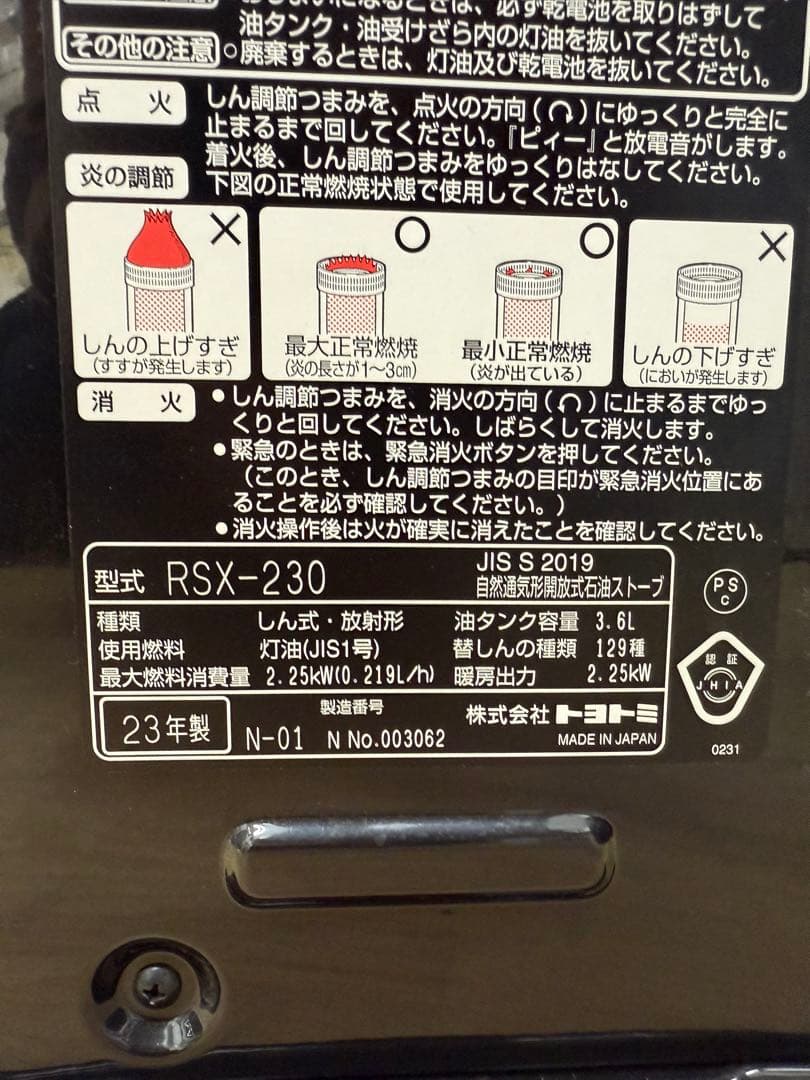 油タンク・油受けざら内の灯油を抜いてください。
その他の注意 ○廃棄するときは、灯油及び乾電池を抜いてください。
点火 しん調節つまみを、点火の方向（）にゆっくりと完全に
止まるまで回してください。『ピィー』と放電音がします。
炎の調節 着火後、しん調節つまみをゆっくりはなしてください。
下図の正常燃焼状態で使用してください。
× ○ ○ ×
しんの上げすぎ 最大正常燃焼 最小正常燃焼 しんの下げすぎ
(すすが発生します) (炎の長さが1～3cm) (炎が出ている) (においが発生します)
消火 ●しん調節つまみを、消火の方向（）に止まるまでゆっ
くりと回してください。しばらくして消火します。
●緊急のときは、緊急消火ボタンを押してください。
（このとき、しん調節つまみの目印が緊急消火位置にあ
ることを必ず確認してください。）
●消火操作後は火が確実に消えたことを確認してください。
型式 RSX-230 JIS S 2019
自然通気形開放式石油ストーブ
PS
C
種類 しん式・放射形 油タンク容量 3.6L
使用燃料 灯油(JIS1号) 替しんの種類 129種
最大燃料消費量 2.25kW(0.219L/h) 暖房出力 2.25kW
認証
JHIA
23年製 製造番号
N-01 N No.003062
株式会社トヨトミ
MADE IN JAPAN
0231